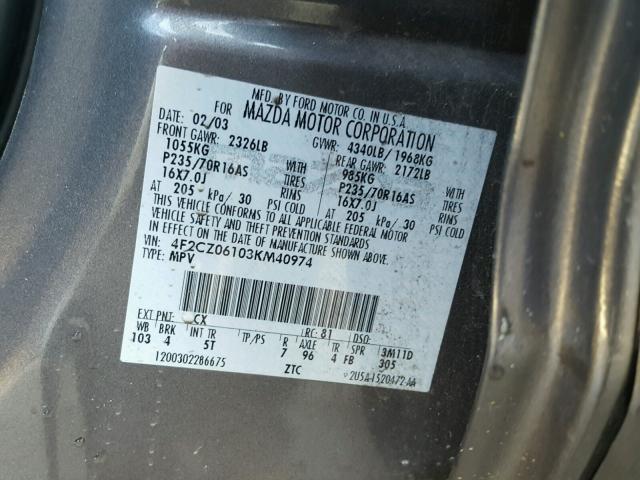 MFD. BY FORD MOTOR CO. IN U.S.A.
FOR MAZDA MOTOR CORPORATION
DATE: 02/03 GVWR: 4340LB/ 1968KG
FRONT GAWR: 2326LB REAR GAWR: 2172LB
1055KG WITH 985KG WITH
P235/70R16AS TIRES P235/70R16AS TIRES
16X7.0J RIMS 16X7.0J RIMS
AT 205 kPa/ 30 PSI COLD AT 205 kPa/ 30 PSI COLD
THIS VEHICLE CONFORMS TO ALL APPLICABLE FEDERAL MOTOR
VEHICLE SAFETY AND THEFT PREVENTION STANDARDS
IN EFFECT ON THE DATE OF MANUFACTURE SHOWN ABOVE.
VIN: 4F2CZ06103KM40974
TYPE: MPV
EXT PNT: CX RC: 81 DSO:
WB BRK INT TR TP/PS R AXLE TR SPR 3M11D
103 4 5T 7 96 4 FB 305
1200302286675 ZTC